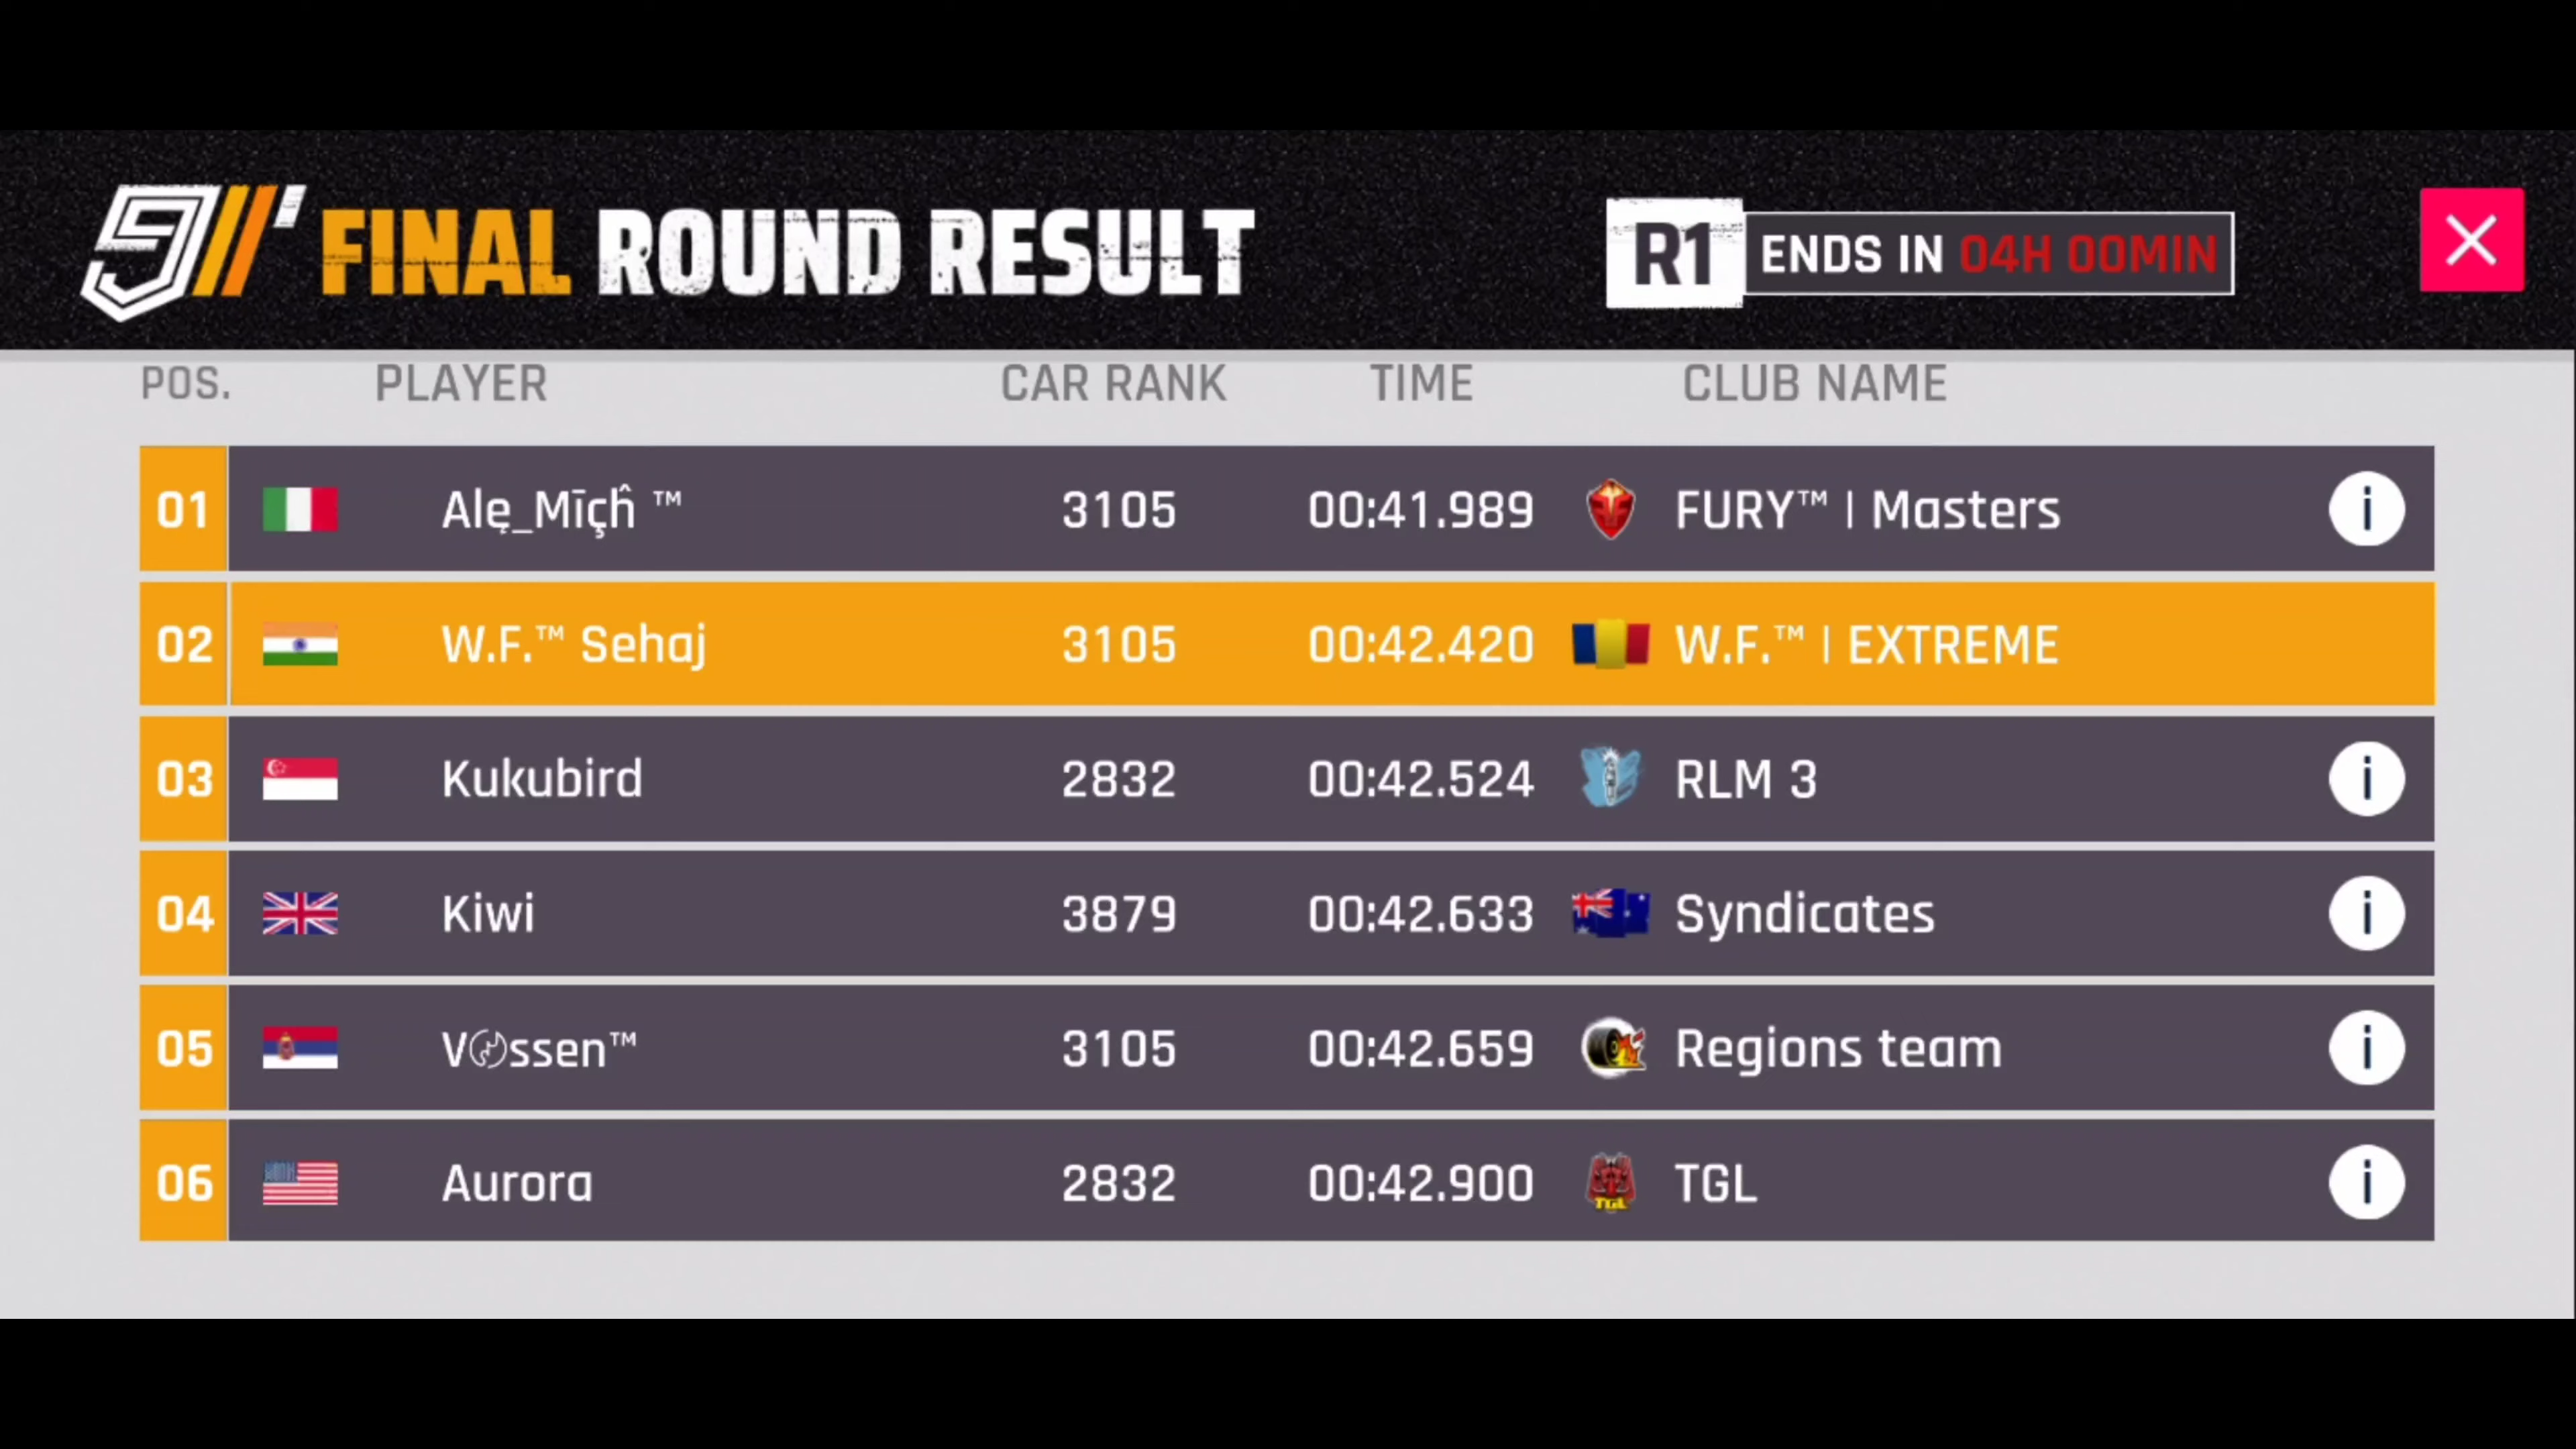 9 FINAL ROUND RESULT
R1 ENDS IN 04H 00MIN
POS. PLAYER CAR RANK TIME CLUB NAME
01 Alę_Mīçĥ ™ 3105 00:41.989 FURY™ | Masters i
02 W.F.™ Sehaj 3105 00:42.420 W.F.™ | EXTREME
03 Kukubird 2832 00:42.524 RLM 3 i
04 Kiwi 3879 00:42.633 Syndicates i
05 V〄ssen™ 3105 00:42.659 Regions team i
06 Aurora 2832 00:42.900 TGL TGL i